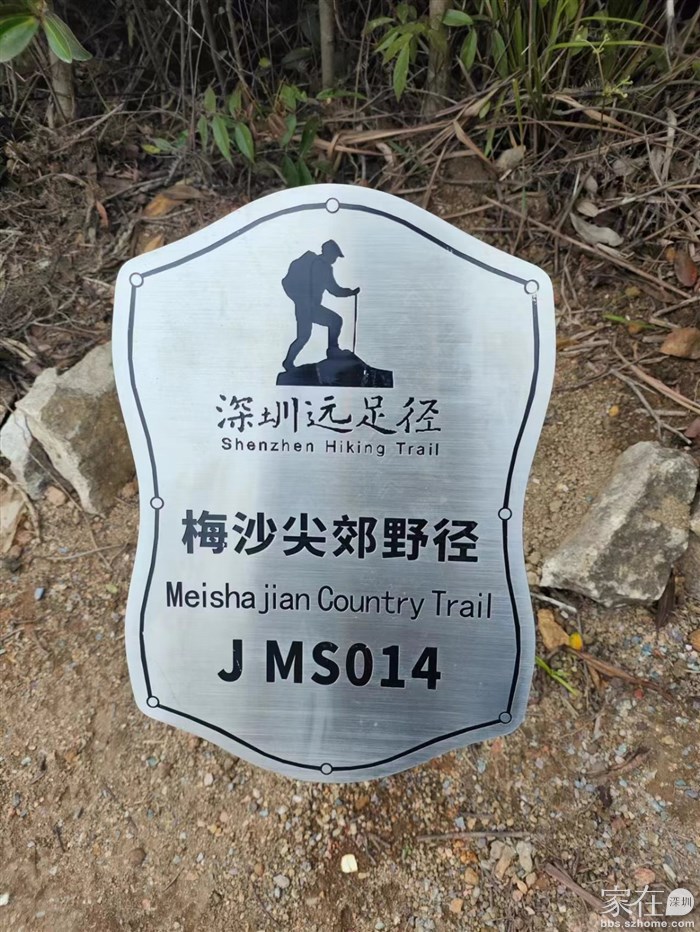 深圳远足径
Shenzhen Hiking Trail
梅沙尖郊野径
Meishajian Country Trail
J MS014
家在深圳
bbs.szhome.com